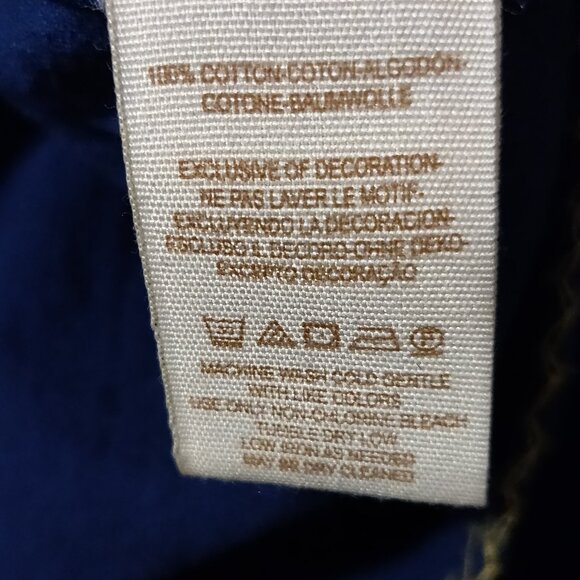 100% COTTON-COTON-ALGODÓN-
COTONE-BAUMWOLLE
EXCLUSIVE OF DECORATION-
NE PAS LAVER LE MOTIF-
EXCLUYENDO LA DECORACION-
ESCLUSO IL DECORO-OHNE DEKO-
EXCEPTO DECORAÇÃO
MACHINE WASH COLD GENTLE
WITH LIKE COLORS
USE ONLY NON-CHLORINE BLEACH
TUMBLE DRY LOW
LOW IRON AS NEEDED
MAY BE DRY CLEANED